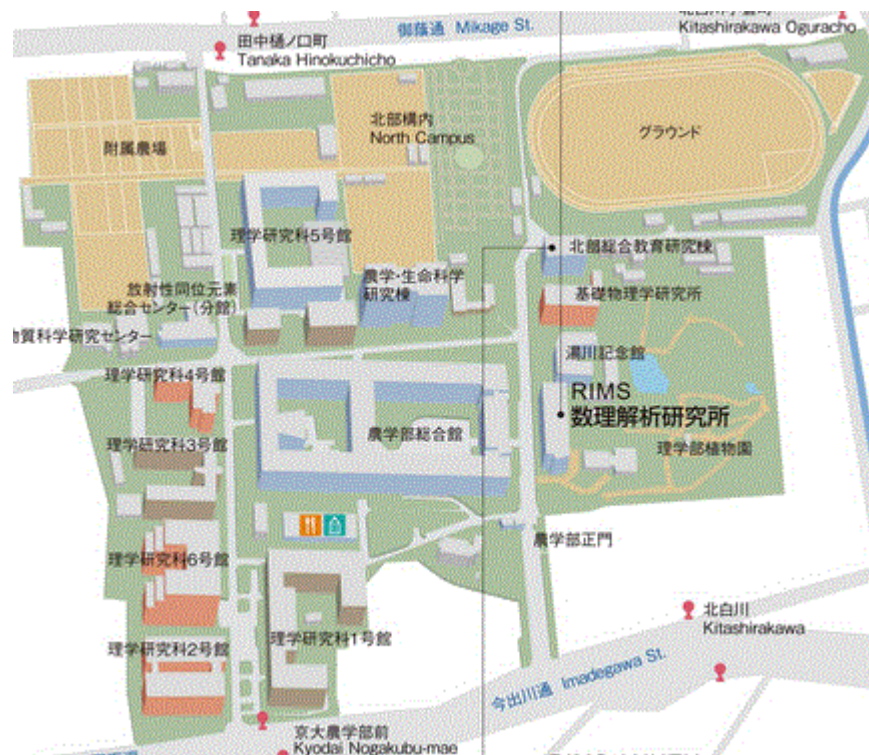 御蔭通 Mikage St.
田中樋ノ口町
Tanaka Hinokuchicho
Kitashirakawa Oguracho
北部構内
North Campus
グラウンド
附属農場
理学研究科5号館
北部総合教育研究棟
農学・生命科学
研究棟
放射性同位元素
総合センター(分館)
基礎物理学研究所
物質科学研究センター
湯川記念館
理学研究科4号館
RIMS
数理解析研究所
農学部総合館
理学研究科3号館
理学部植物園
農学部正門
理学研究科6号館
北白川
Kitashirakawa
理学研究科1号館
理学研究科2号館
今出川通 Imadegawa St.
京大農学部前
Kyodai Nogakubu-mae